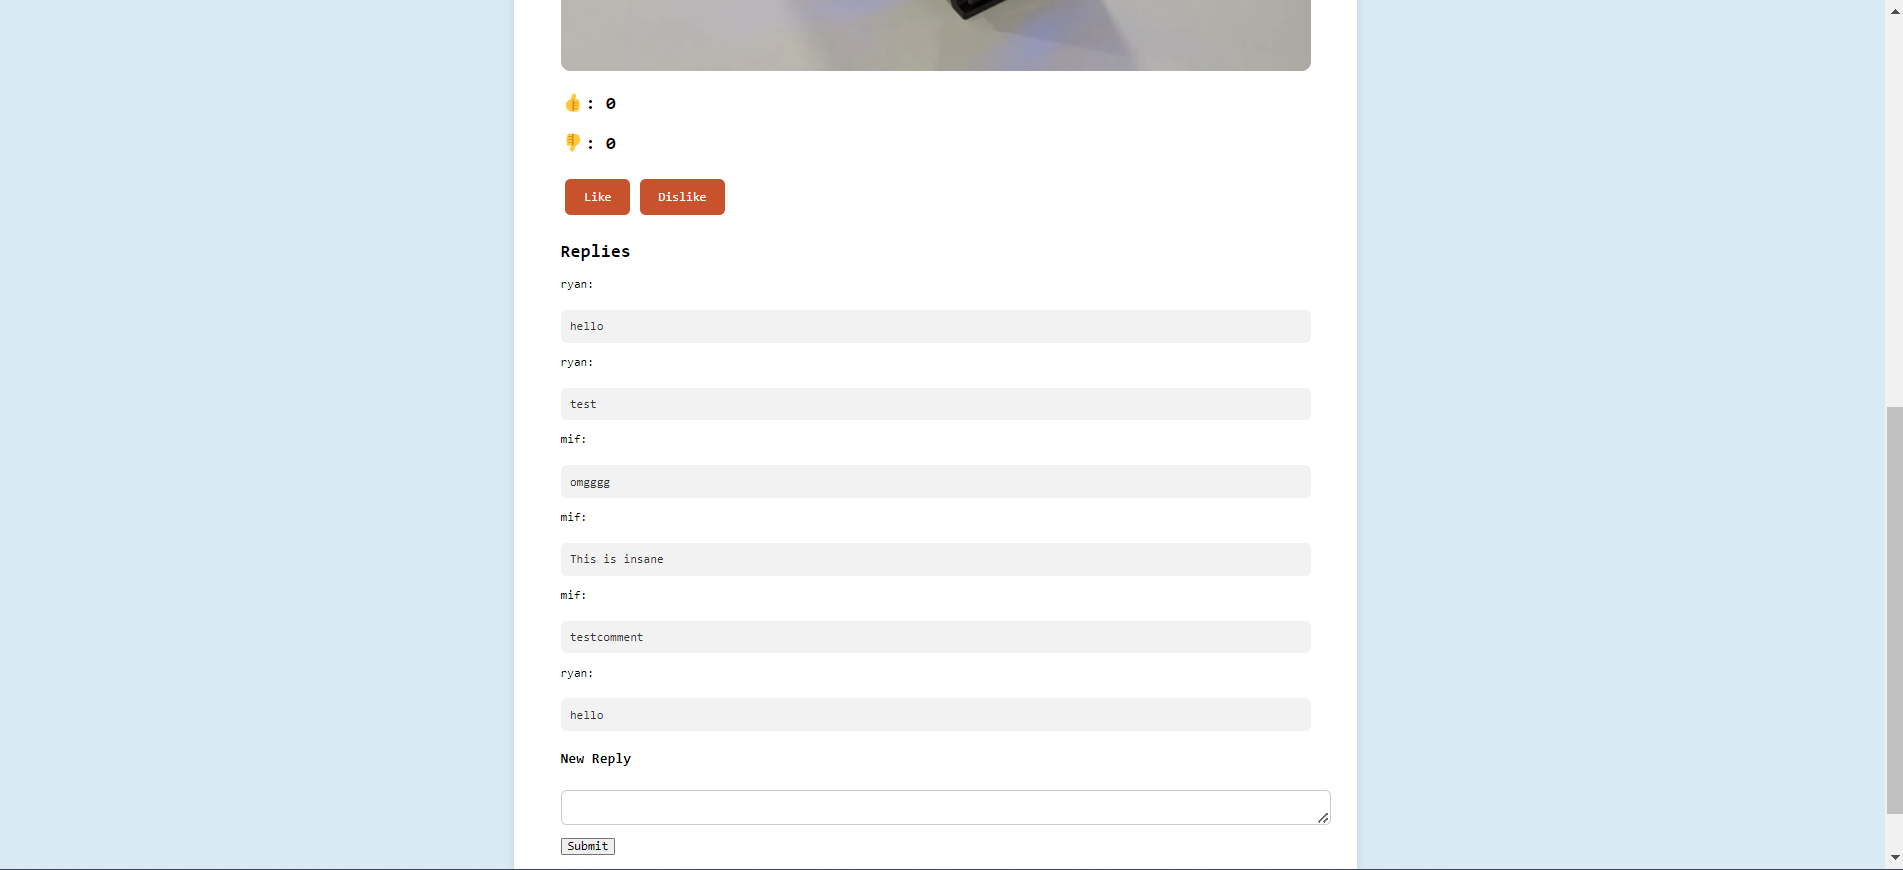 👍: 0
👎: 0
Like Dislike
Replies
ryan:
hello
ryan:
test
mif:
omgggg
mif:
This is insane
mif:
testcomment
ryan:
hello
New Reply
Submit